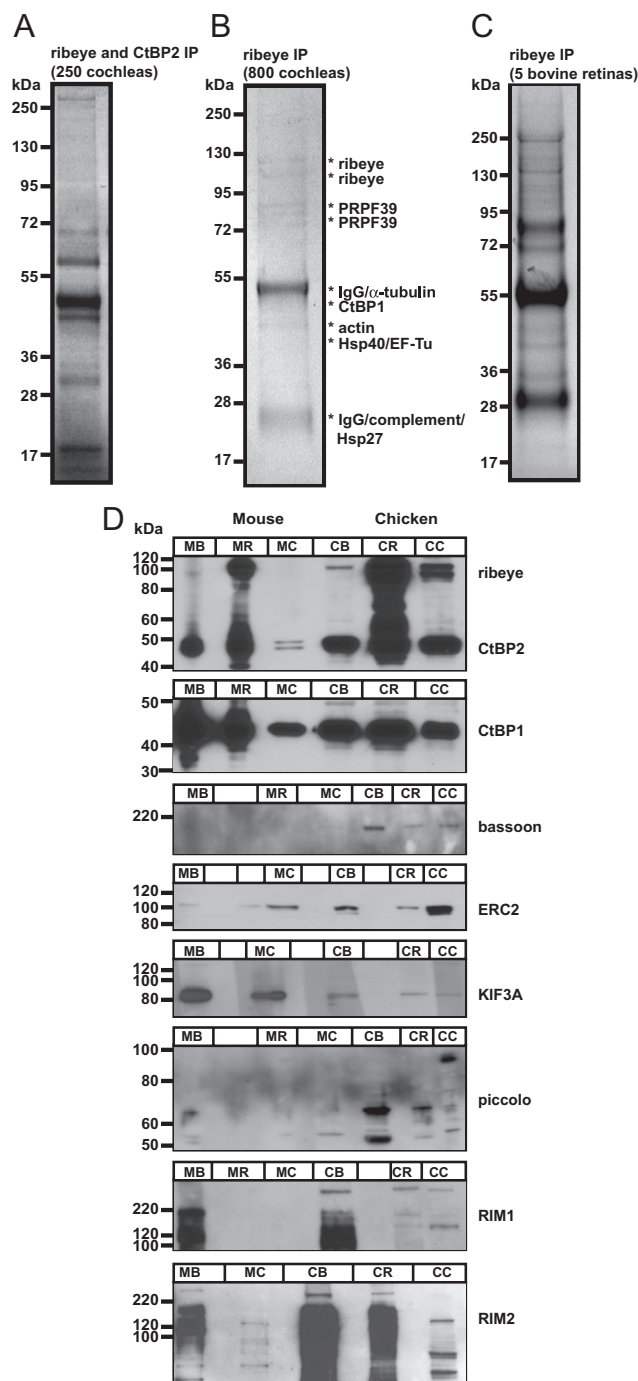 A
ribeye and CtBP2 IP
(250 cochleas)
kDa
250
130
95
72
55
36
28
17
B
ribeye IP
(800 cochleas)
kDa
250
130
95
72
55
36
28
17
* ribeye
* ribeye
* PRPF39
* PRPF39
* IgG/α-tubulin
* CtBP1
* actin
* Hsp40/EF-Tu
* IgG/complement/
Hsp27
C
ribeye IP
(5 bovine retinas)
kDa
250
130
95
72
55
36
28
17
D
kDa
Mouse Chicken
MB MR MC CB CR CC
120
100
80
60
50
40
ribeye
CtBP2
MB MR MC CB CR CC
50
40
30
CtBP1
MB MR MC CB CR CC
220
bassoon
MB MC CB CR CC
120
100
80
ERC2
MB MC CB CR CC
120
100
80
KIF3A
MB MR MC CB CR CC
100
80
60
50
piccolo
MB MR MC CB CR CC
220
120
100
RIM1
MB MC CB CR CC
220
120
100
RIM2